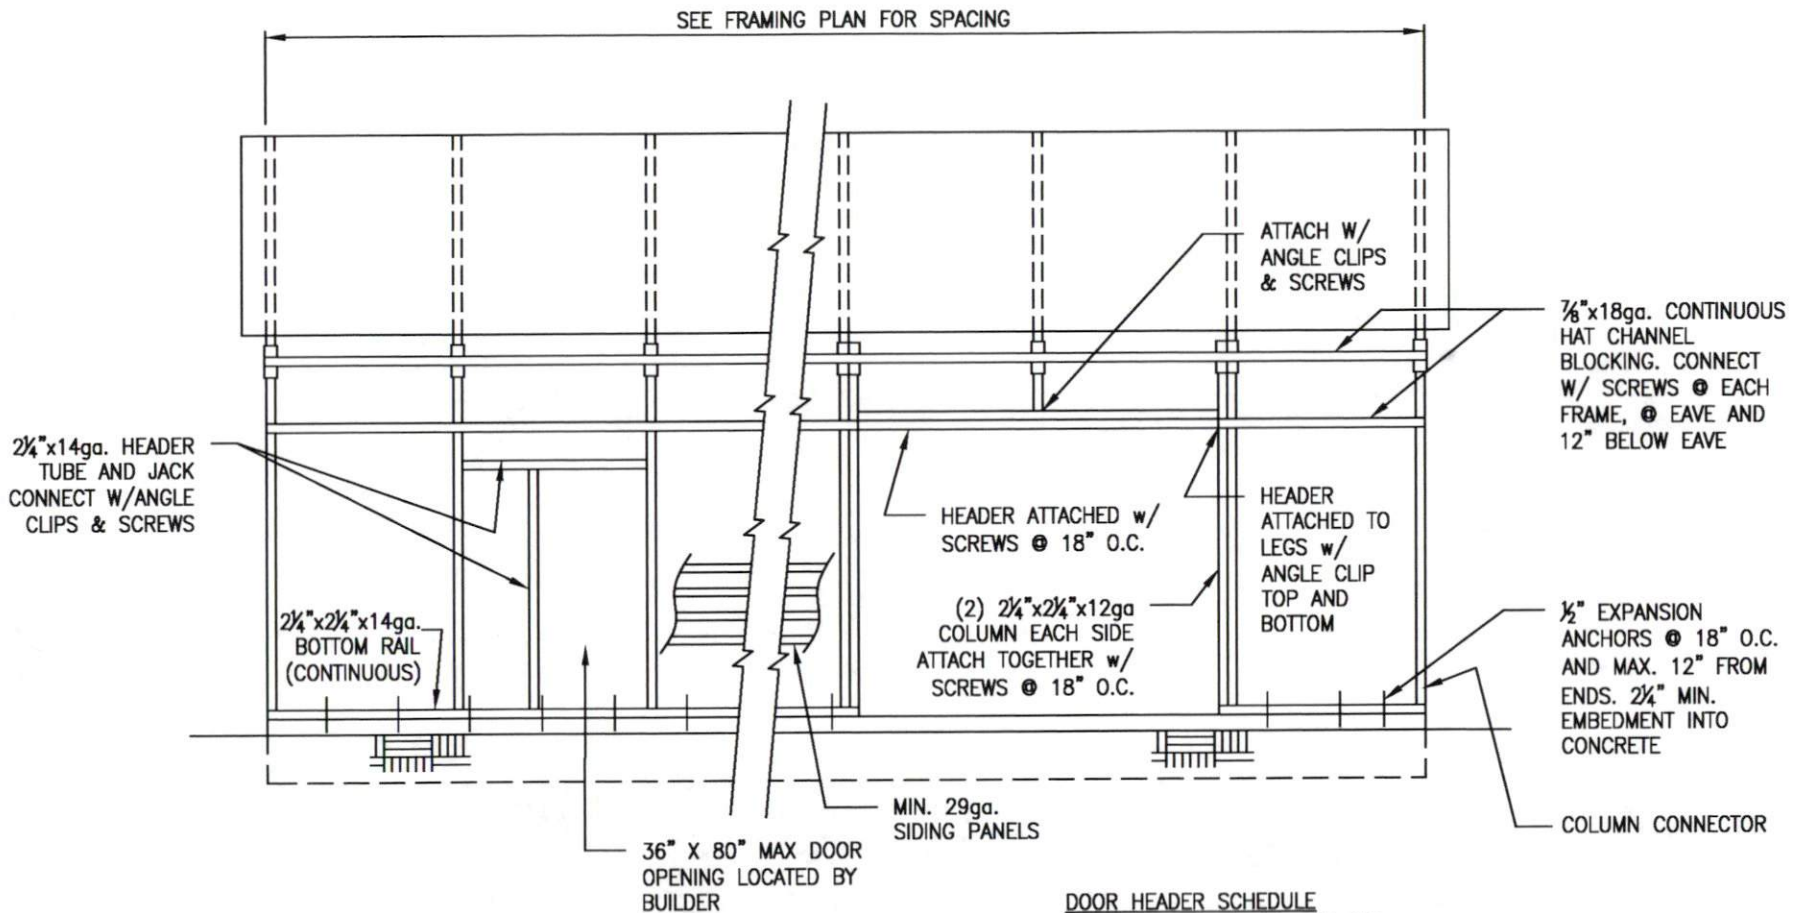 SEE FRAMING PLAN FOR SPACING
ATTACH W/
ANGLE CLIPS
& SCREWS
⅞"x18ga. CONTINUOUS
HAT CHANNEL
BLOCKING. CONNECT
W/ SCREWS @ EACH
FRAME, @ EAVE AND
12" BELOW EAVE
2¼"x14ga. HEADER
TUBE AND JACK
CONNECT W/ANGLE
CLIPS & SCREWS
HEADER ATTACHED w/
SCREWS @ 18" O.C.
HEADER
ATTACHED TO
LEGS w/
ANGLE CLIP
TOP AND
BOTTOM
2¼"x2¼"x14ga.
BOTTOM RAIL
(CONTINUOUS)
(2) 2¼"x2¼"x12ga
COLUMN EACH SIDE
ATTACH TOGETHER w/
SCREWS @ 18" O.C.
½" EXPANSION
ANCHORS @ 18" O.C.
AND MAX. 12" FROM
ENDS. 2¼" MIN.
EMBEDMENT INTO
CONCRETE
MIN. 29ga.
SIDING PANELS
COLUMN CONNECTOR
36" X 80" MAX DOOR
OPENING LOCATED BY
BUILDER
DOOR HEADER SCHEDULE